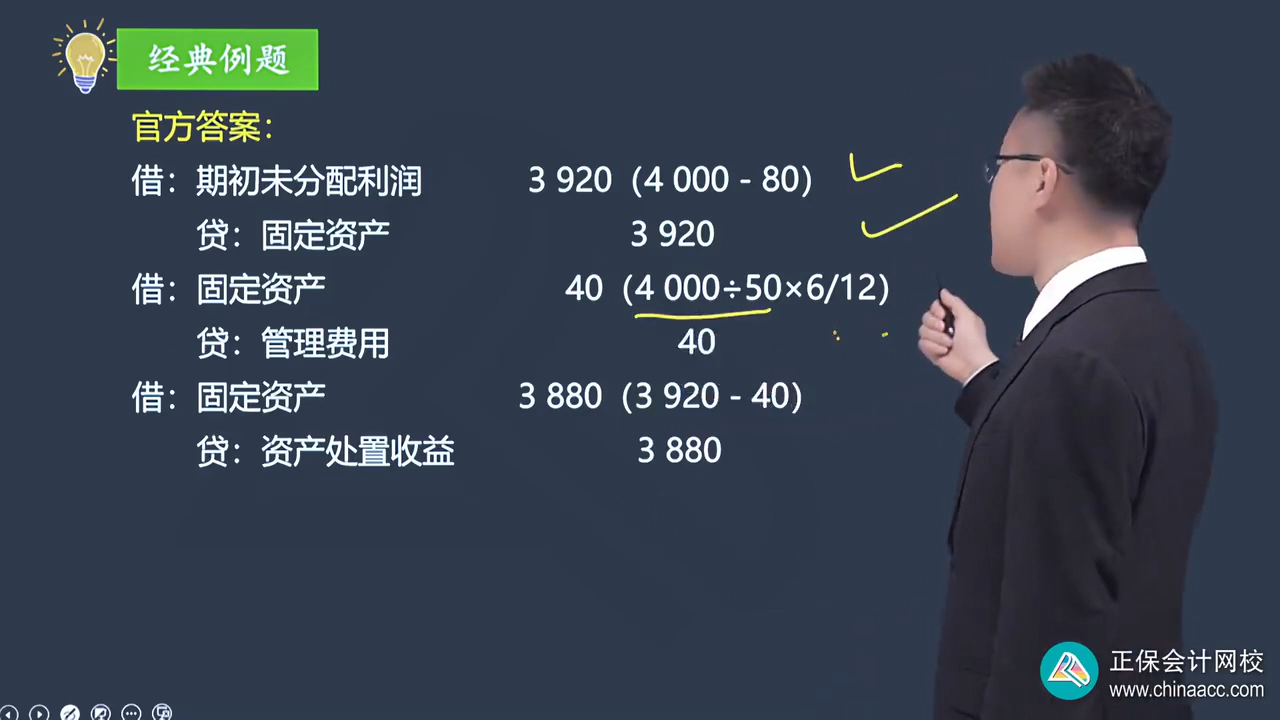 经典例题
官方答案：
借：期初未分配利润 3 920（4 000 - 80）
贷：固定资产 3 920
借：固定资产 40（4 000÷50×6/12）
贷：管理费用 40
借：固定资产 3 880（3 920 - 40）
贷：资产处置收益 3 880
正保会计网校
www.chinaacc.com